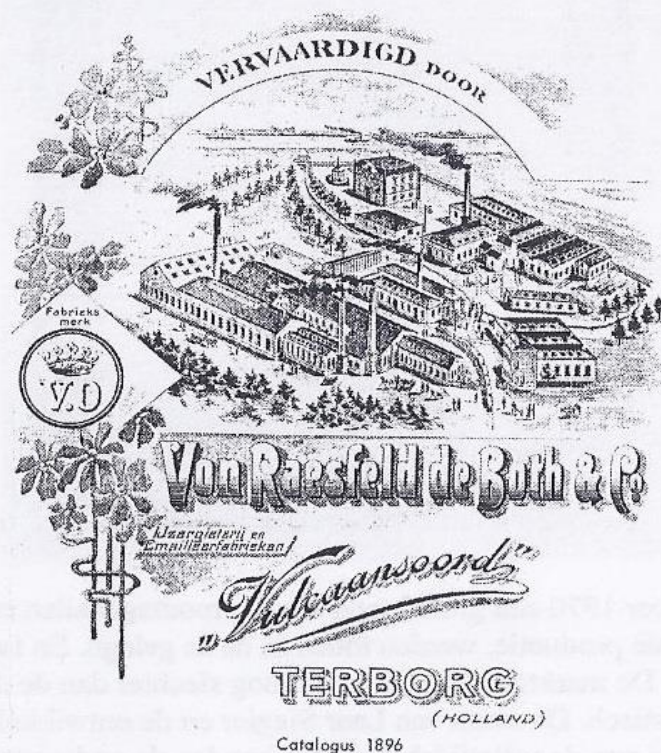 VERVAARDIGD DOOR
Fabrieks
merk
V.O
Von Raesfeld de Both & Co
IJzergieterij en
Emailleerfabrieken
„Vulcaansoord”
TERBORG
(HOLLAND)
Catalogus 1896